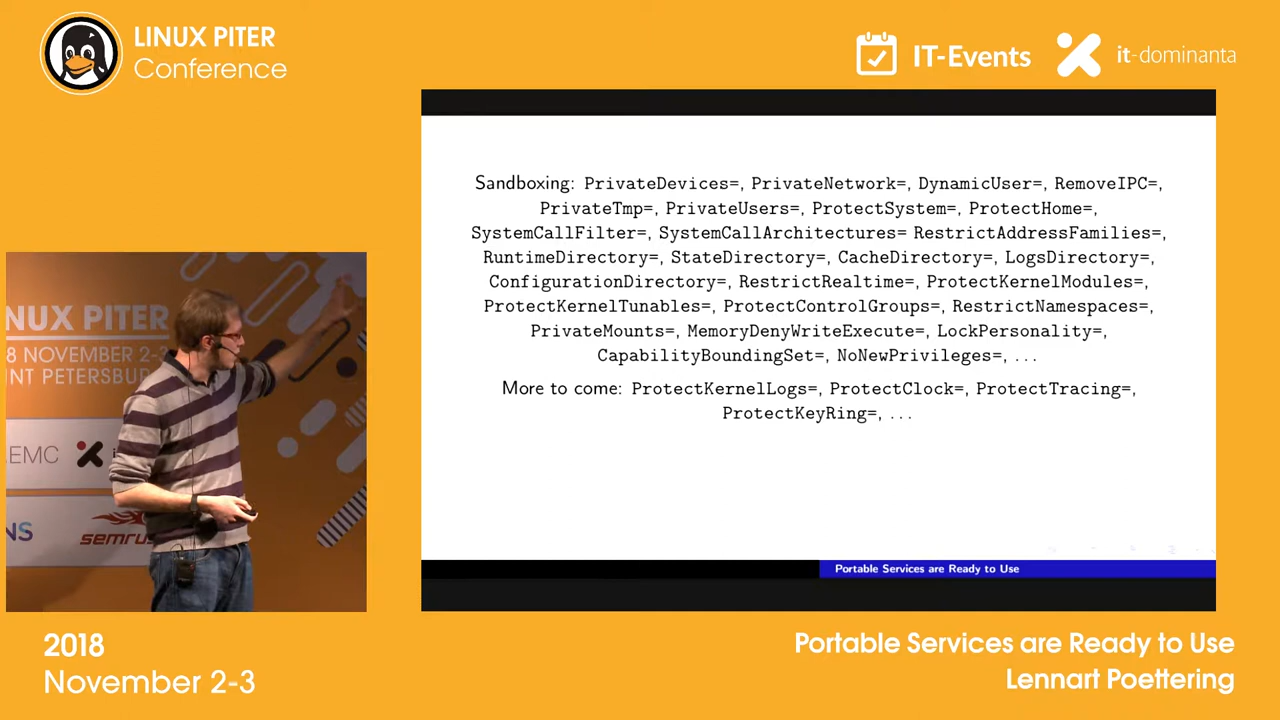 LINUX PITER
Conference
IT-Events
it-dominanta
Sandboxing: PrivateDevices=, PrivateNetwork=, DynamicUser=, RemoveIPC=,
PrivateTmp=, PrivateUsers=, ProtectSystem=, ProtectHome=,
SystemCallFilter=, SystemCallArchitectures= RestrictAddressFamilies=,
RuntimeDirectory=, StateDirectory=, CacheDirectory=, LogsDirectory=,
ConfigurationDirectory=, RestrictRealtime=, ProtectKernelModules=,
ProtectKernelTunables=, ProtectControlGroups=, RestrictNamespaces=,
PrivateMounts=, MemoryDenyWriteExecute=, LockPersonality=,
CapabilityBoundingSet=, NoNewPrivileges=, ...
More to come: ProtectKernelLogs=, ProtectClock=, ProtectTracing=,
ProtectKeyRing=, ...
Portable Services are Ready to Use
NUX PITER
8 NOVEMBER 2-3
INT PETERSBUR
EMC
NS
semrus
2018
November 2-3
Portable Services are Ready to Use
Lennart Poettering